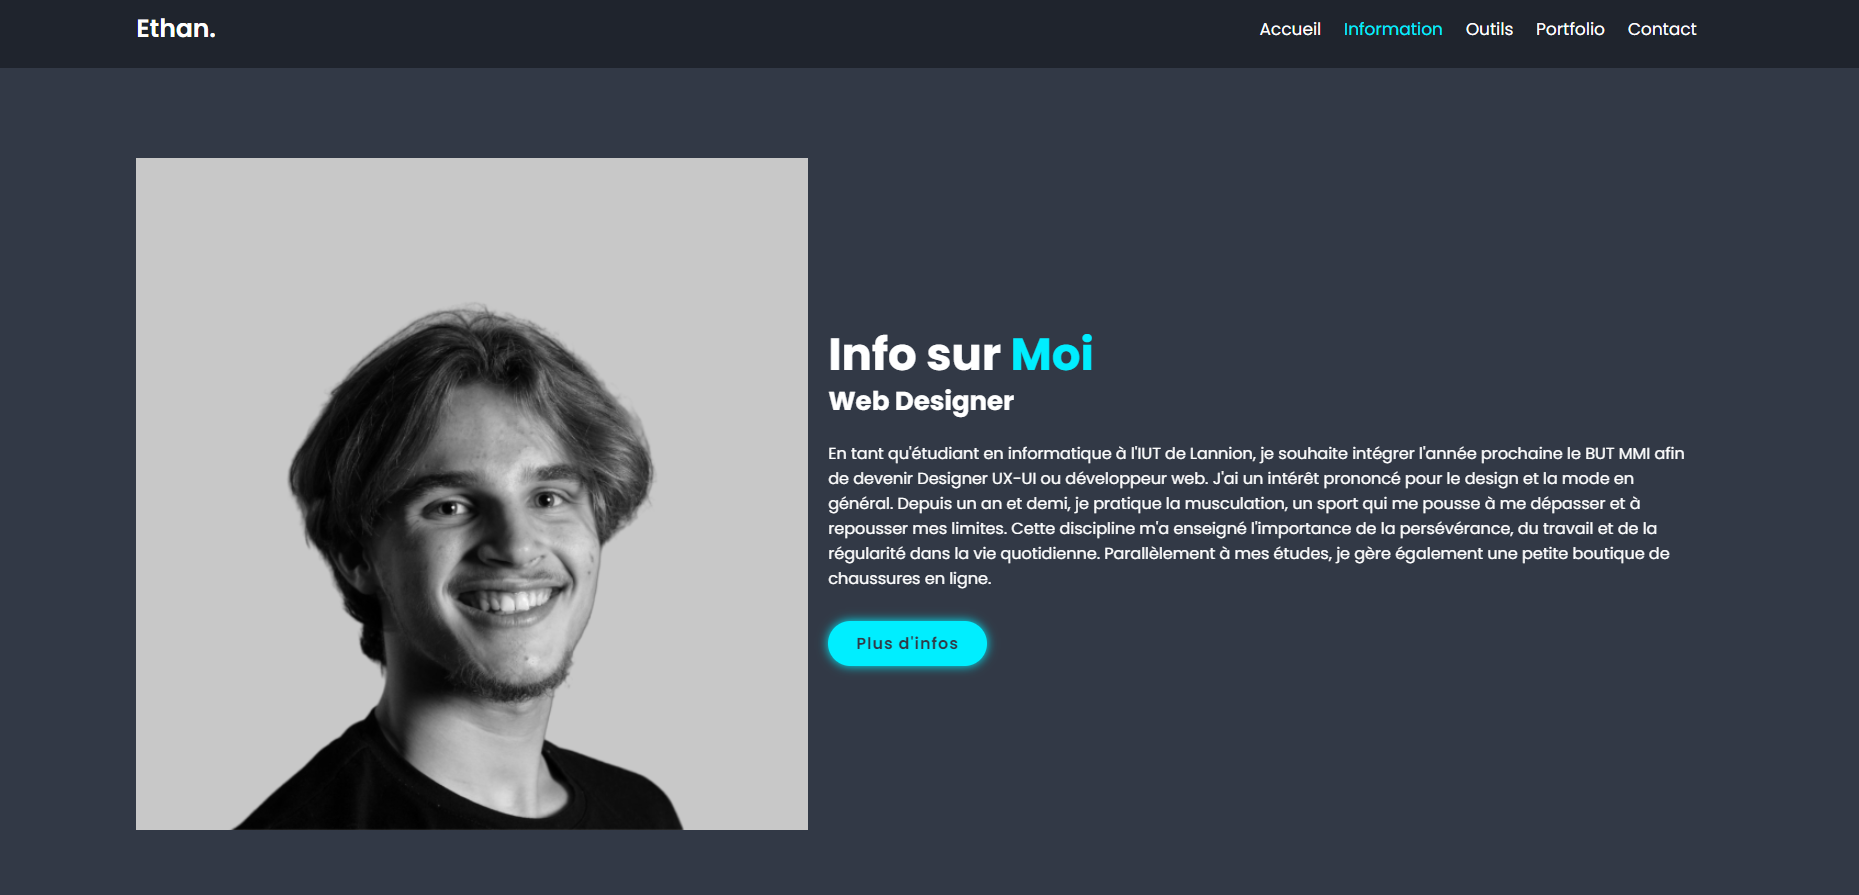 Ethan.
Accueil Information Outils Portfolio Contact
Info sur Moi
Web Designer
En tant qu'étudiant en informatique à l'IUT de Lannion, je souhaite intégrer l'année prochaine le BUT MMI afin
de devenir Designer UX-UI ou développeur web. J'ai un intérêt prononcé pour le design et la mode en
général. Depuis un an et demi, je pratique la musculation, un sport qui me pousse à me dépasser et à
repousser mes limites. Cette discipline m'a enseigné l'importance de la persévérance, du travail et de la
régularité dans la vie quotidienne. Parallèlement à mes études, je gère également une petite boutique de
chaussures en ligne.
Plus d'infos